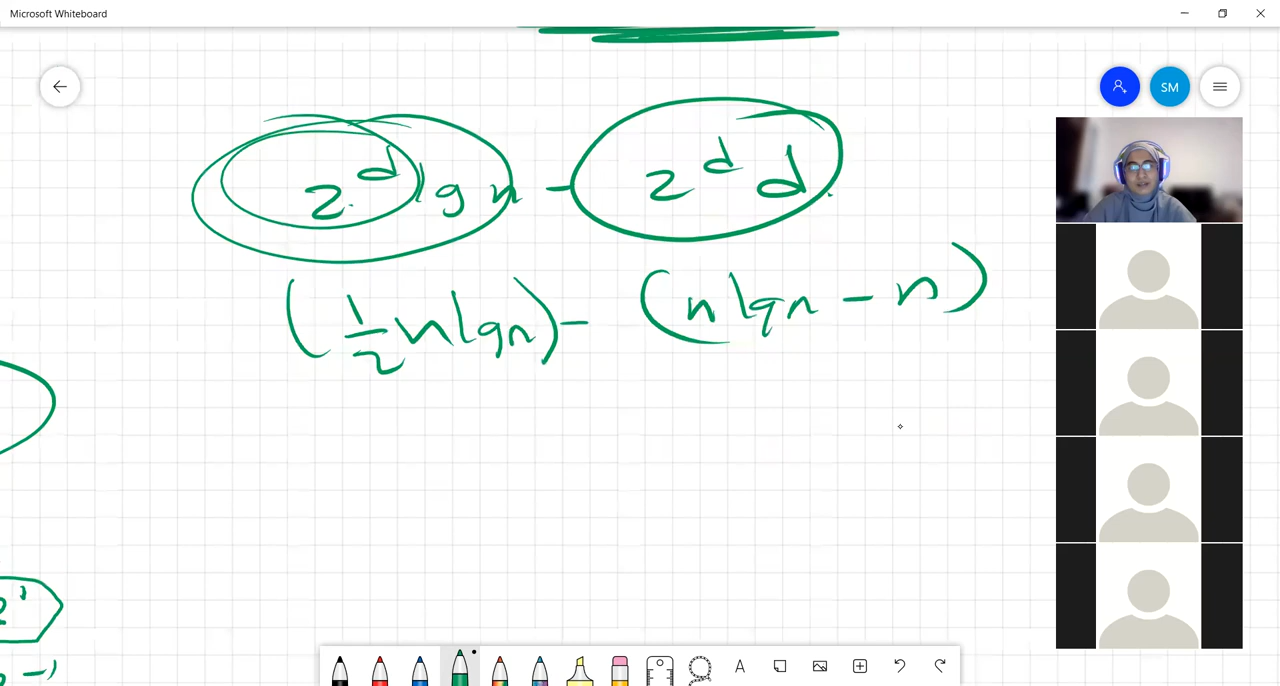 Microsoft Whiteboard
SM
2^d lg n - 2^d d
(1/2 n lg n) - (n lg n - n)
A